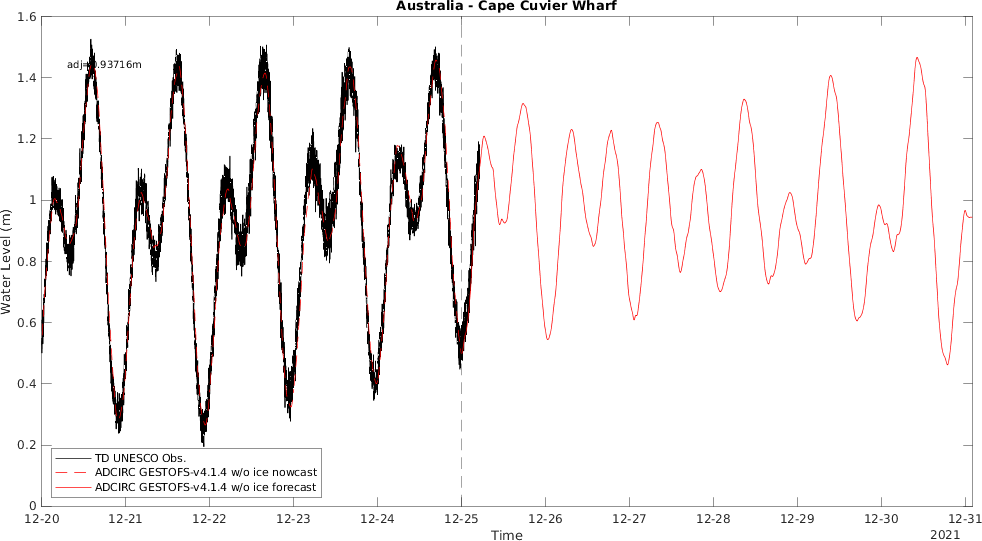 Australia - Cape Cuvier Wharf
adj=0.93716m
Water Level (m)
1.6
1.4
1.2
1
0.8
0.6
0.4
0.2
0
TD UNESCO Obs.
ADCIRC GESTOFS-v4.1.4 w/o ice nowcast
ADCIRC GESTOFS-v4.1.4 w/o ice forecast
12-20 12-21 12-22 12-23 12-24 12-25 12-26 12-27 12-28 12-29 12-30 12-31
Time
2021